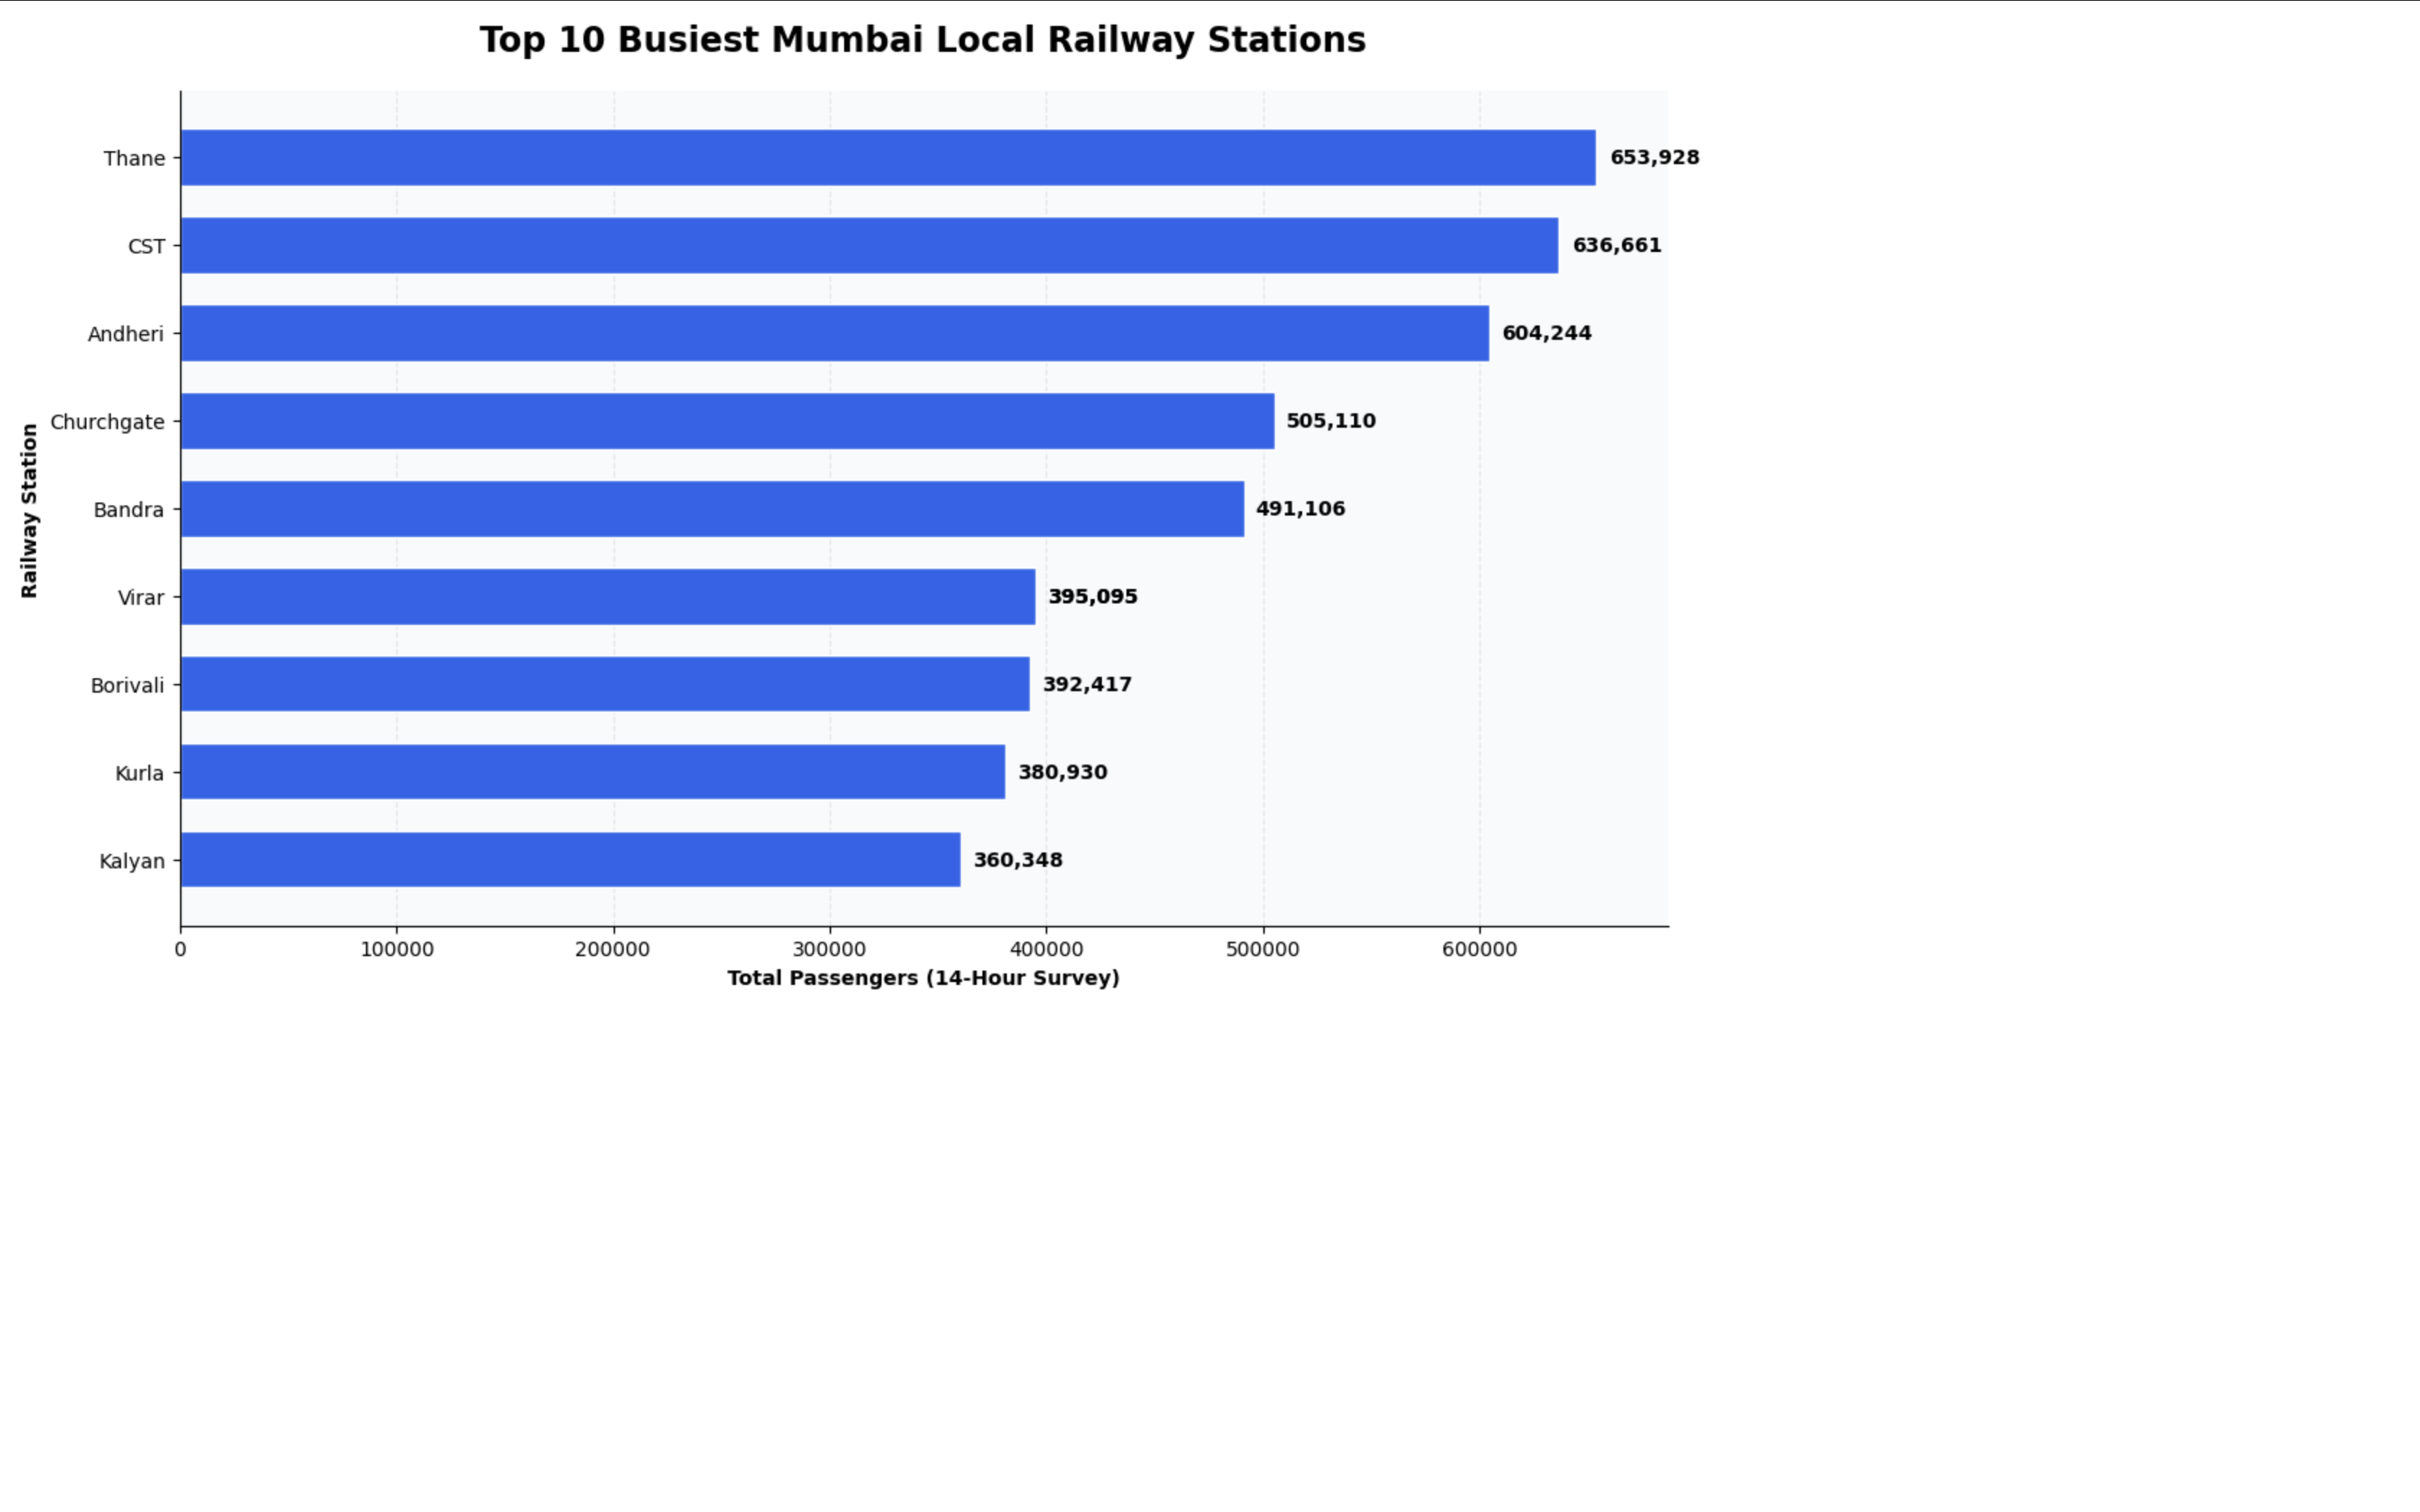 Top 10 Busiest Mumbai Local Railway Stations
Railway Station
Thane 653,928
CST 636,661
Andheri 604,244
Churchgate 505,110
Bandra 491,106
Virar 395,095
Borivali 392,417
Kurla 380,930
Kalyan 360,348
0 100000 200000 300000 400000 500000 600000
Total Passengers (14-Hour Survey)